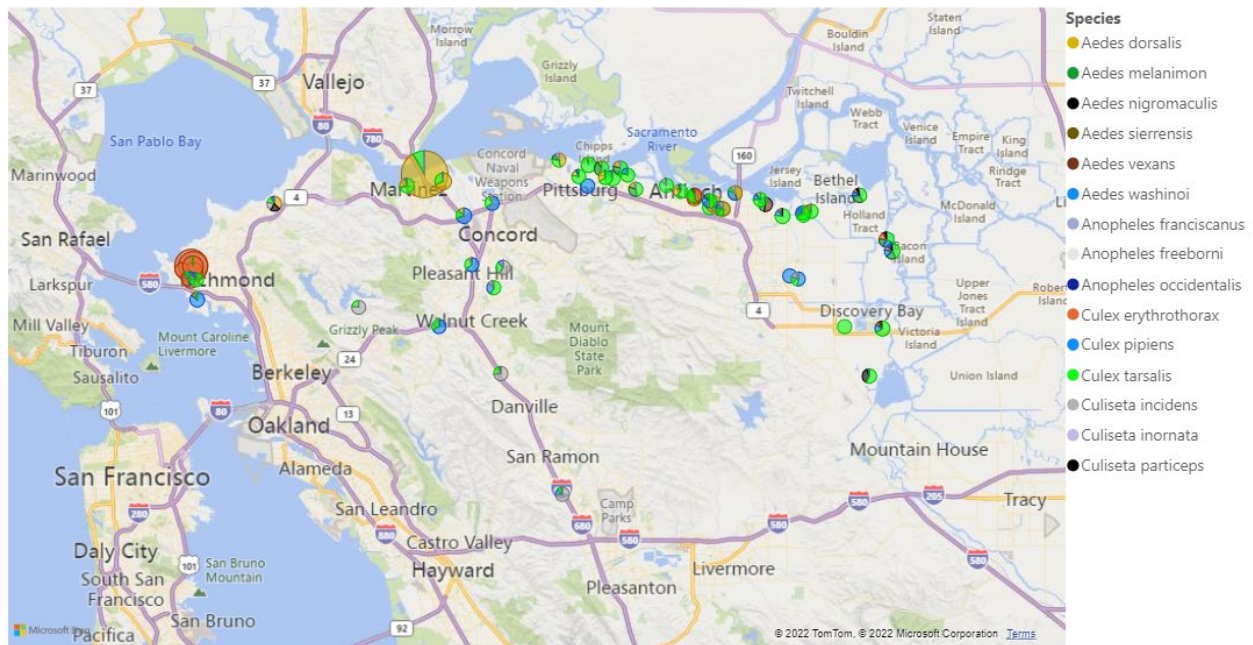 Species
Aedes dorsalis
Aedes melanimon
Aedes nigromaculis
Aedes sierrensis
Aedes vexans
Aedes washinoi
Anopheles franciscanus
Anopheles freeborni
Anopheles occidentalis
Culex erythrothorax
Culex pipiens
Culex tarsalis
Culiseta incidens
Culiseta inornata
Culiseta particeps
Morrow
Island
Grizzly
Island
Bouldin
Island
Staten
Island
37
37
Vallejo
80
780
San Pablo Bay
Twitchell
Island
Webb
Tract
Venice
Island
Empire
Tract
King
Island
Rindge
Tract
Sacramento
River
Chipps
160
Concord
Naval
Weapons
Station
Marinwood
4
Pittsburg
Jersey
Island
Bethel
Island
Holland
Tract
McDonald
Island
San Rafael
Concord
Bacon
Island
Larkspur
580
Pleasant Hill
Upper
Jones
Tract
4
Discovery Bay
Victoria
Island
Mill Valley
Mount Caroline
Livermore
Grizzly Peak
Walnut Creek
Mount
Diablo
State
Park
Tiburon
Sausalito
24
Berkeley
Union Island
101
80
13
Danville
Oakland
Mountain House
San Francisco
Alameda
San Ramon
280
San Leandro
Camp
Parks
580
205
Tracy
Daly City
880
Castro Valley
680
580
580
580
101
San Bruno
Mountain
Hayward
Livermore
South San
Francisco
Pleasanton
San Bruno
92
Pacifica
© 2022 TomTom, © 2022 Microsoft Corporation Terms